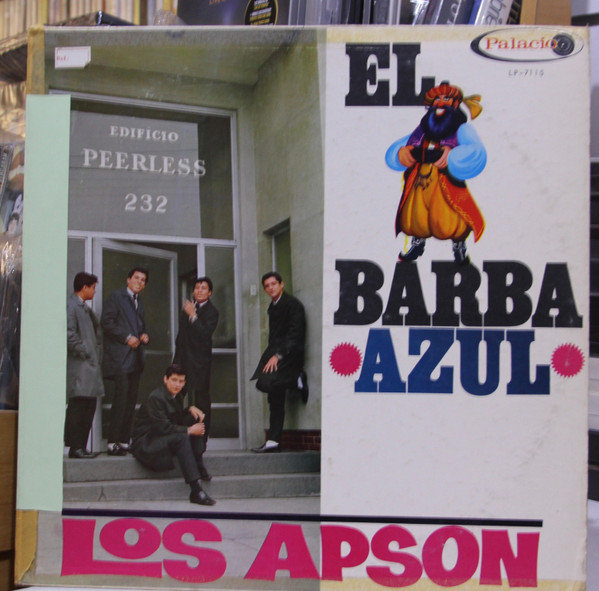 Palacio
LP-7115
EL
BARBA
AZUL
EDIFICIO
PEERLESS
232
LOS APSON